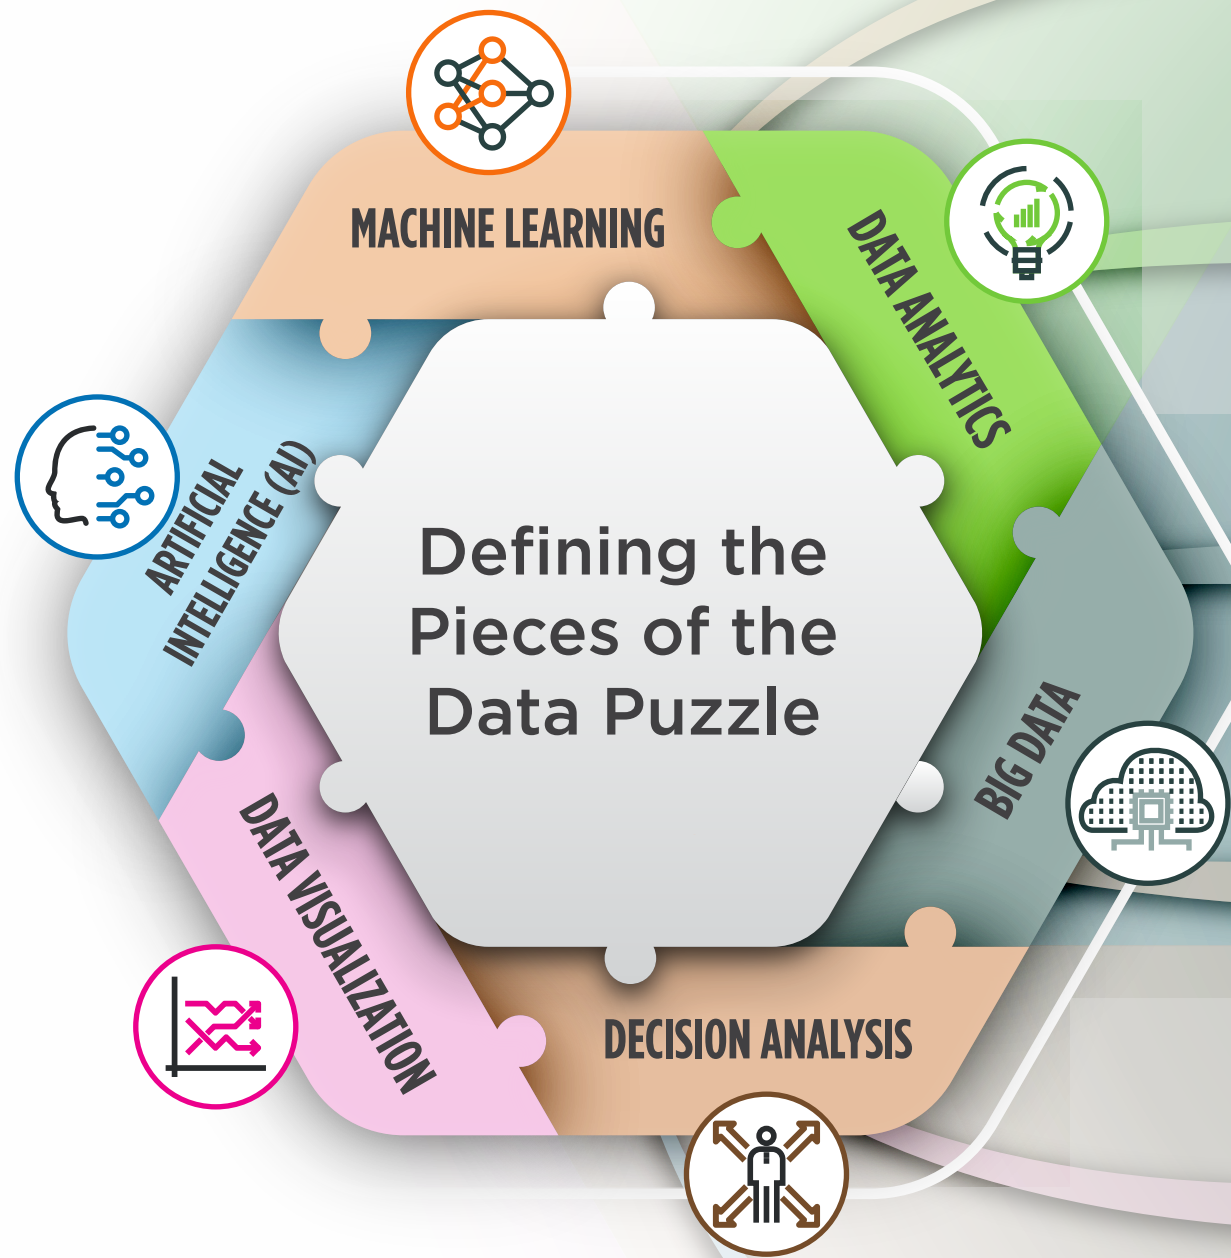 MACHINE LEARNING
DATA ANALYTICS
ARTIFICIAL
INTELLIGENCE (AI)
Defining the
Pieces of the
Data Puzzle
BIG DATA
DATA VISUALIZATION
DECISION ANALYSIS